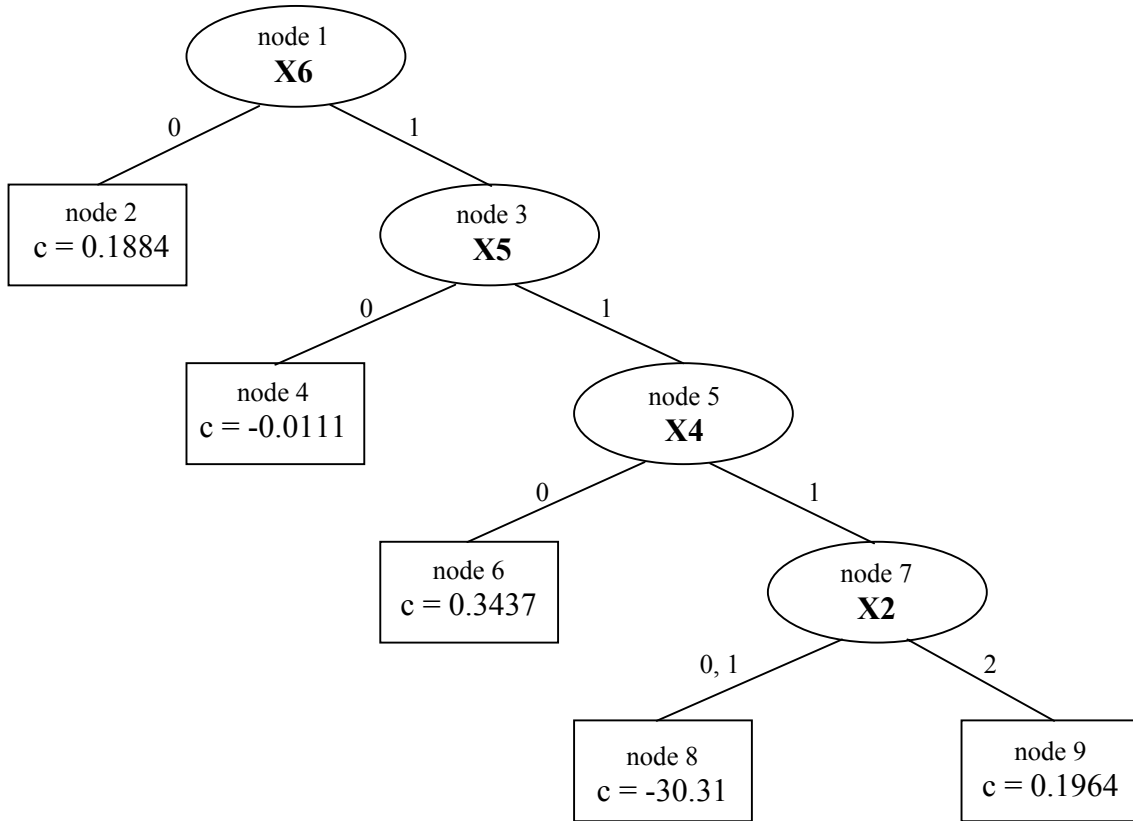 node 1
X6
0
1
node 2
c = 0.1884
node 3
X5
0
1
node 4
c = -0.0111
node 5
X4
0
1
node 6
c = 0.3437
node 7
X2
0, 1
2
node 8
c = -30.31
node 9
c = 0.1964